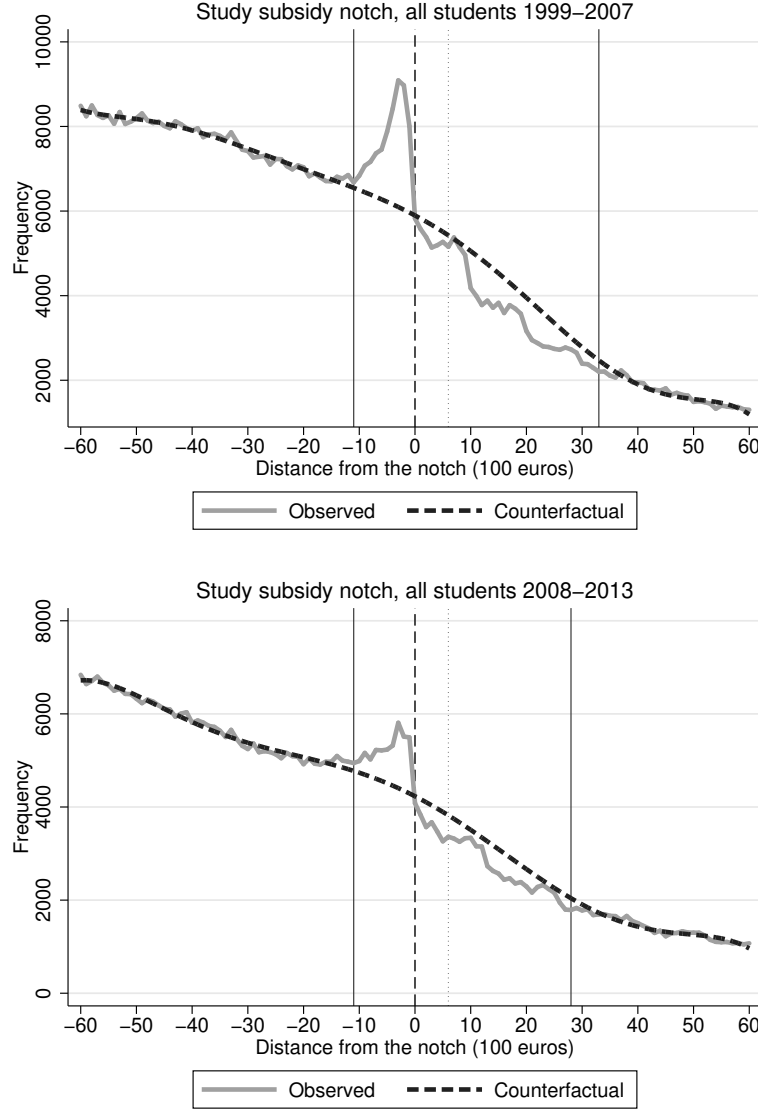 Study subsidy notch, all students 1999−2007
10000
8000
6000
4000
2000
Frequency
−60 −50 −40 −30 −20 −10 0 10 20 30 40 50 60
Distance from the notch (100 euros)
Observed Counterfactual
Study subsidy notch, all students 2008−2013
8000
6000
4000
2000
0
Frequency
−60 −50 −40 −30 −20 −10 0 10 20 30 40 50 60
Distance from the notch (100 euros)
Observed Counterfactual